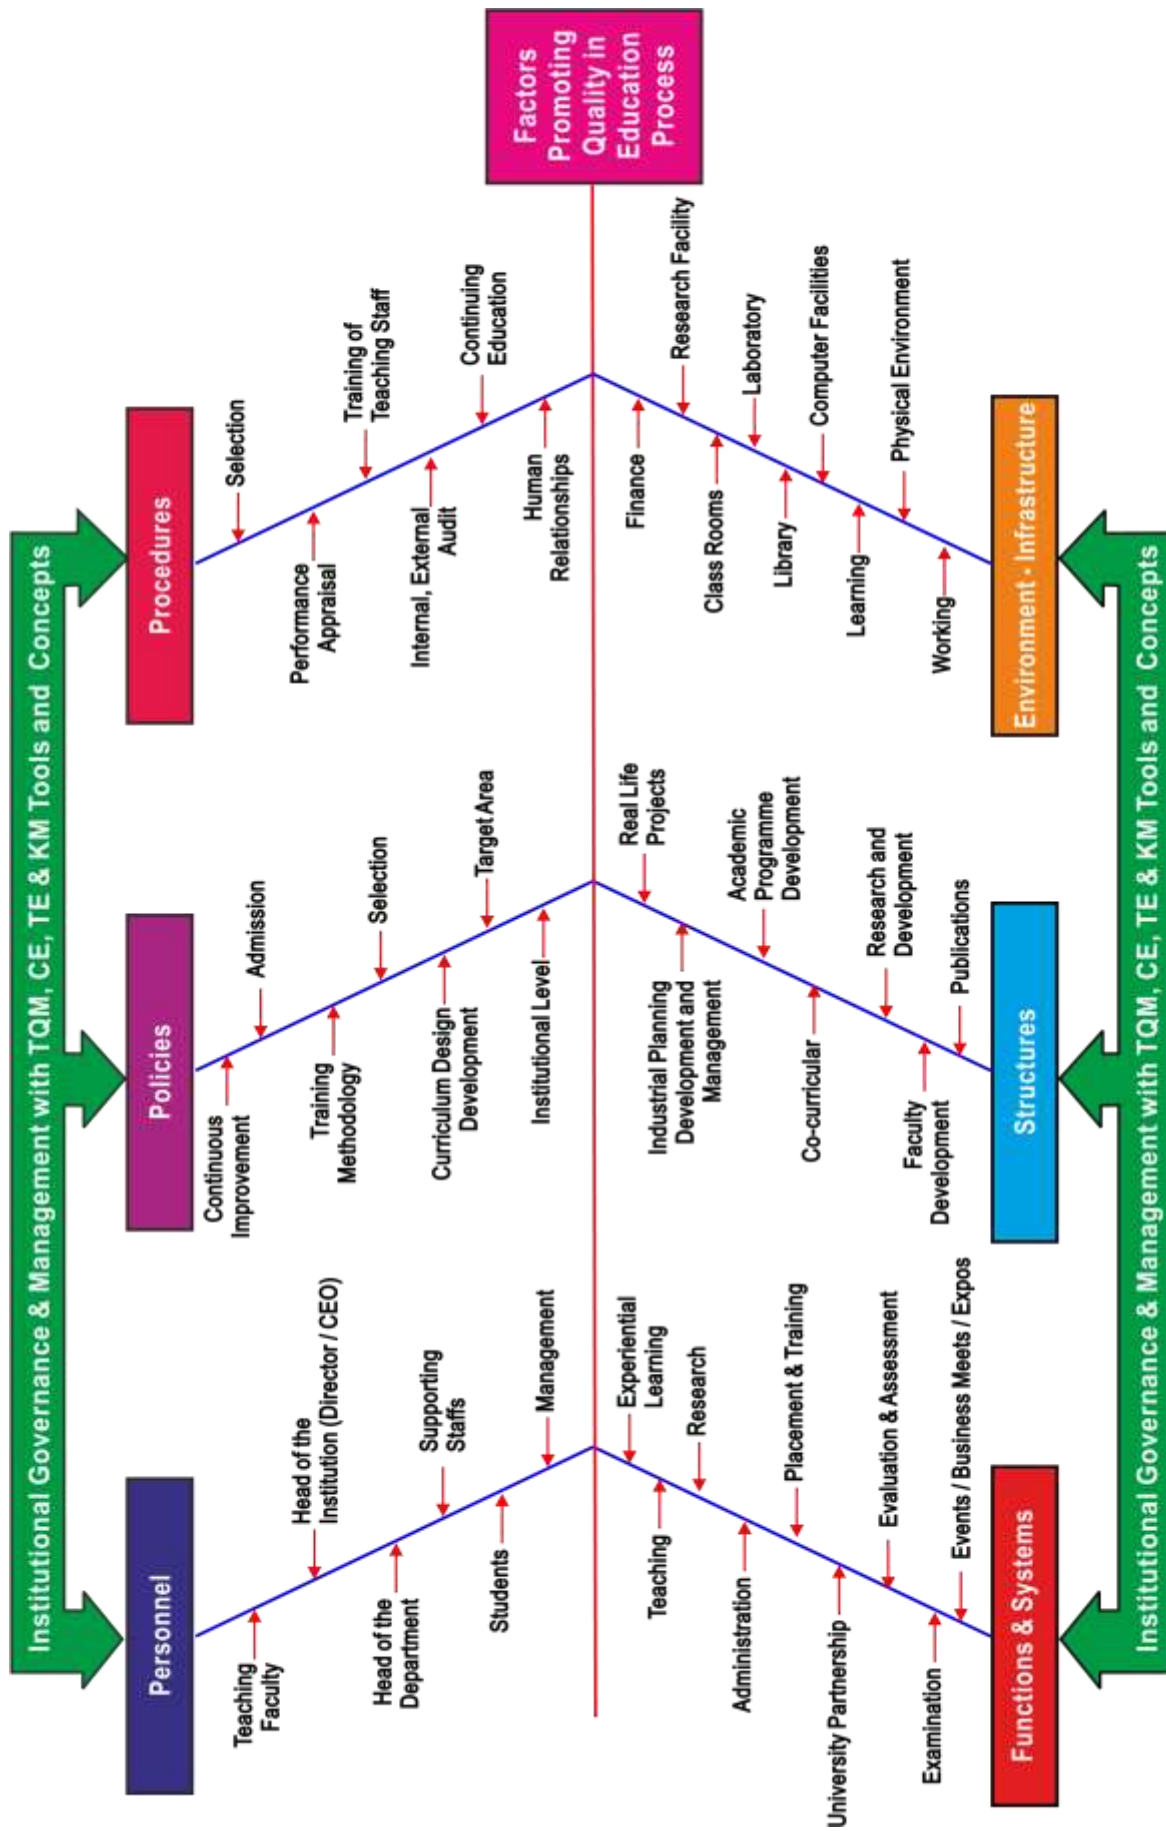 Institutional Governance & Management with TQM, CE, TE & KM Tools and Concepts
Personnel
Policies
Procedures
Teaching
Faculty
Head of the
Institution (Director / CEO)
Head of the
Department
Supporting
Staffs
Students
Management
Continuous
Improvement
Admission
Training
Methodology
Selection
Curriculum Design
Development
Target Area
Institutional Level
Selection
Performance
Appraisal
Training of
Teaching Staff
Internal, External
Audit
Continuing
Education
Human
Relationships
Factors
Promoting
Quality in
Education
Process
Experiential
Learning
Teaching
Research
Administration
Placement & Training
University Partnership
Evaluation & Assessment
Examination
Events / Business Meets / Expos
Real Life
Projects
Industrial Planning
Development and
Management
Academic
Programme
Development
Co-curricular
Research and
Development
Faculty
Development
Publications
Finance
Research Facility
Class Rooms
Laboratory
Library
Computer Facilities
Learning
Physical Environment
Working
Functions & Systems
Structures
Environment - Infrastructure
Institutional Governance & Management with TQM, CE, TE & KM Tools and Concepts